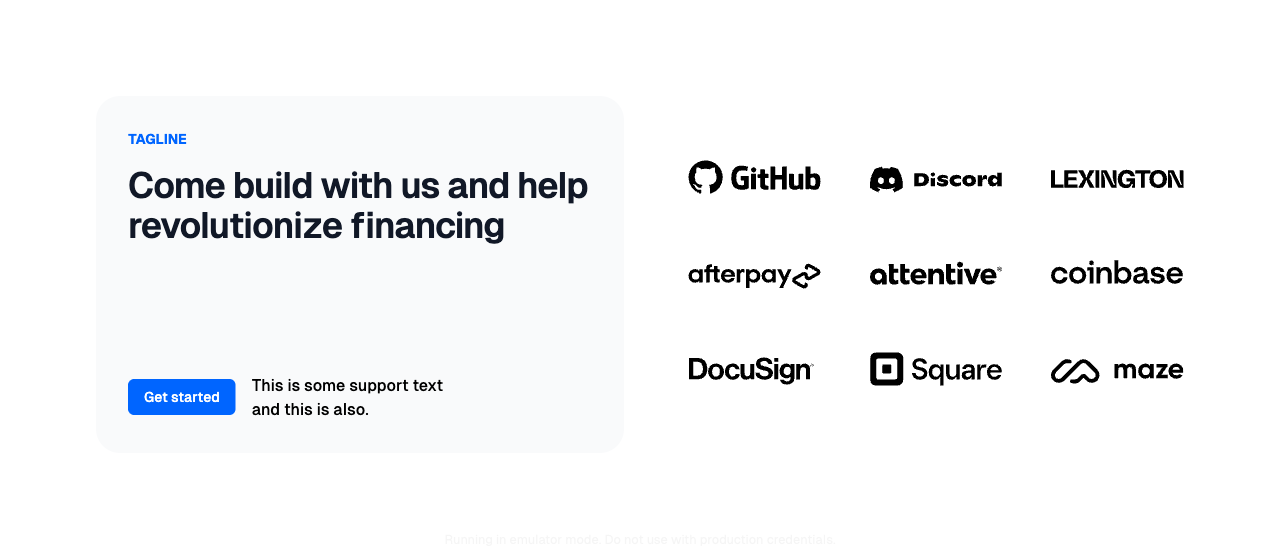 TAGLINE
Come build with us and help
revolutionize financing
Get started
This is some support text
and this is also.
GitHub
Discord
LEXINGTON
afterpay
attentive®
coinbase
DocuSign
Square
maze
Running in emulator mode. Do not use with production credentials.